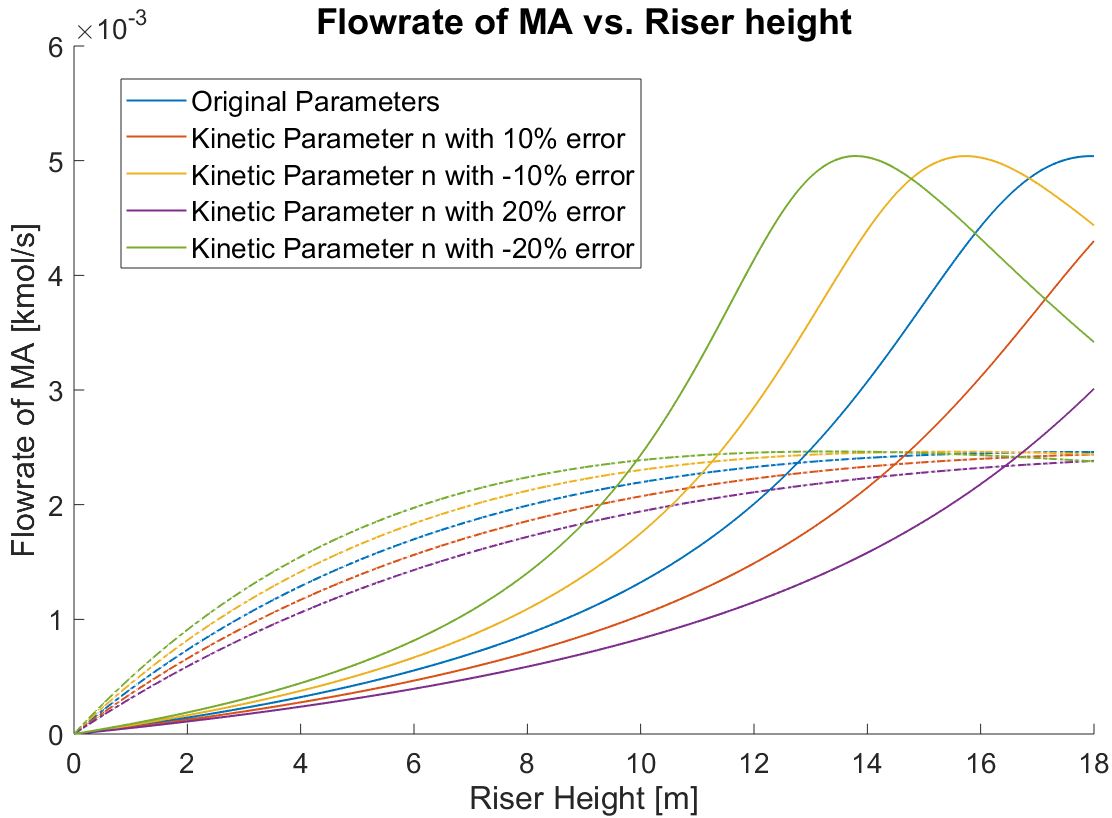 Flowrate of MA vs. Riser height
×10⁻³
6
5
4
3
2
1
0
Flowrate of MA [kmol/s]
Original Parameters
Kinetic Parameter n with 10% error
Kinetic Parameter n with -10% error
Kinetic Parameter n with 20% error
Kinetic Parameter n with -20% error
0 2 4 6 8 10 12 14 16 18
Riser Height [m]